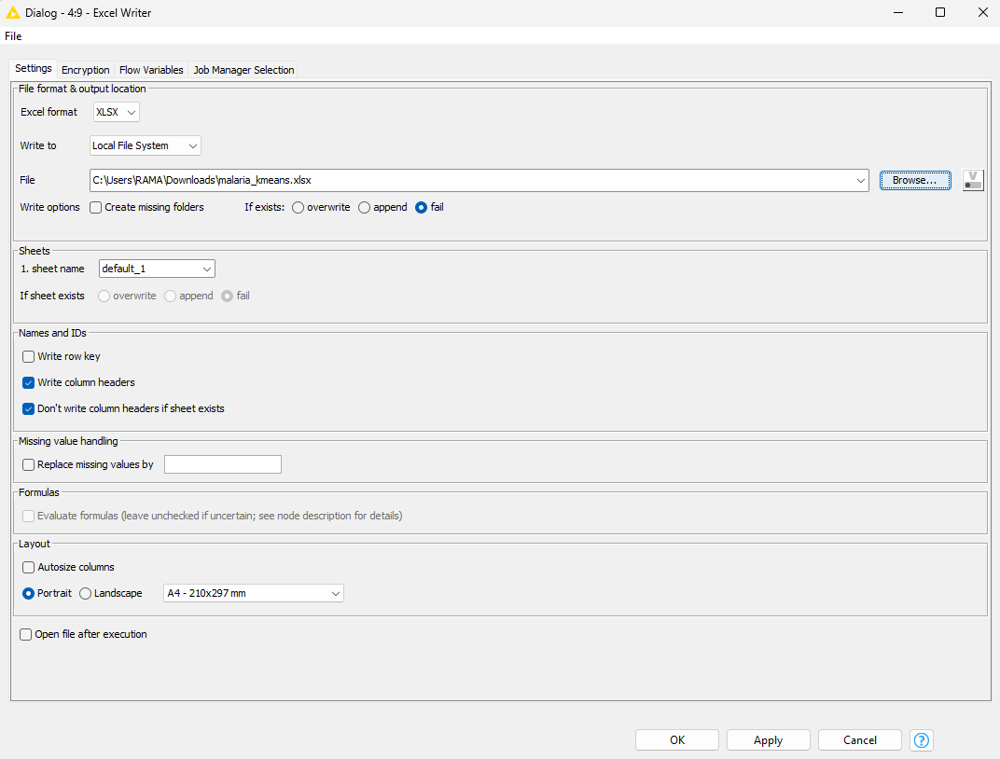 Dialog - 4:9 - Excel Writer
File
Settings Encryption Flow Variables Job Manager Selection
File format & output location
Excel format XLSX
Write to Local File System
File C:\Users\RAMA\Downloads\malaria_kmeans.xlsx Browse... V
Write options Create missing folders If exists: overwrite append fail
Sheets
1. sheet name default_1
If sheet exists overwrite append fail
Names and IDs
Write row key
Write column headers
Don't write column headers if sheet exists
Missing value handling
Replace missing values by
Formulas
Evaluate formulas (leave unchecked if uncertain; see node description for details)
Layout
Autosize columns
Portrait Landscape A4 - 210x297 mm
Open file after execution
OK Apply Cancel ?